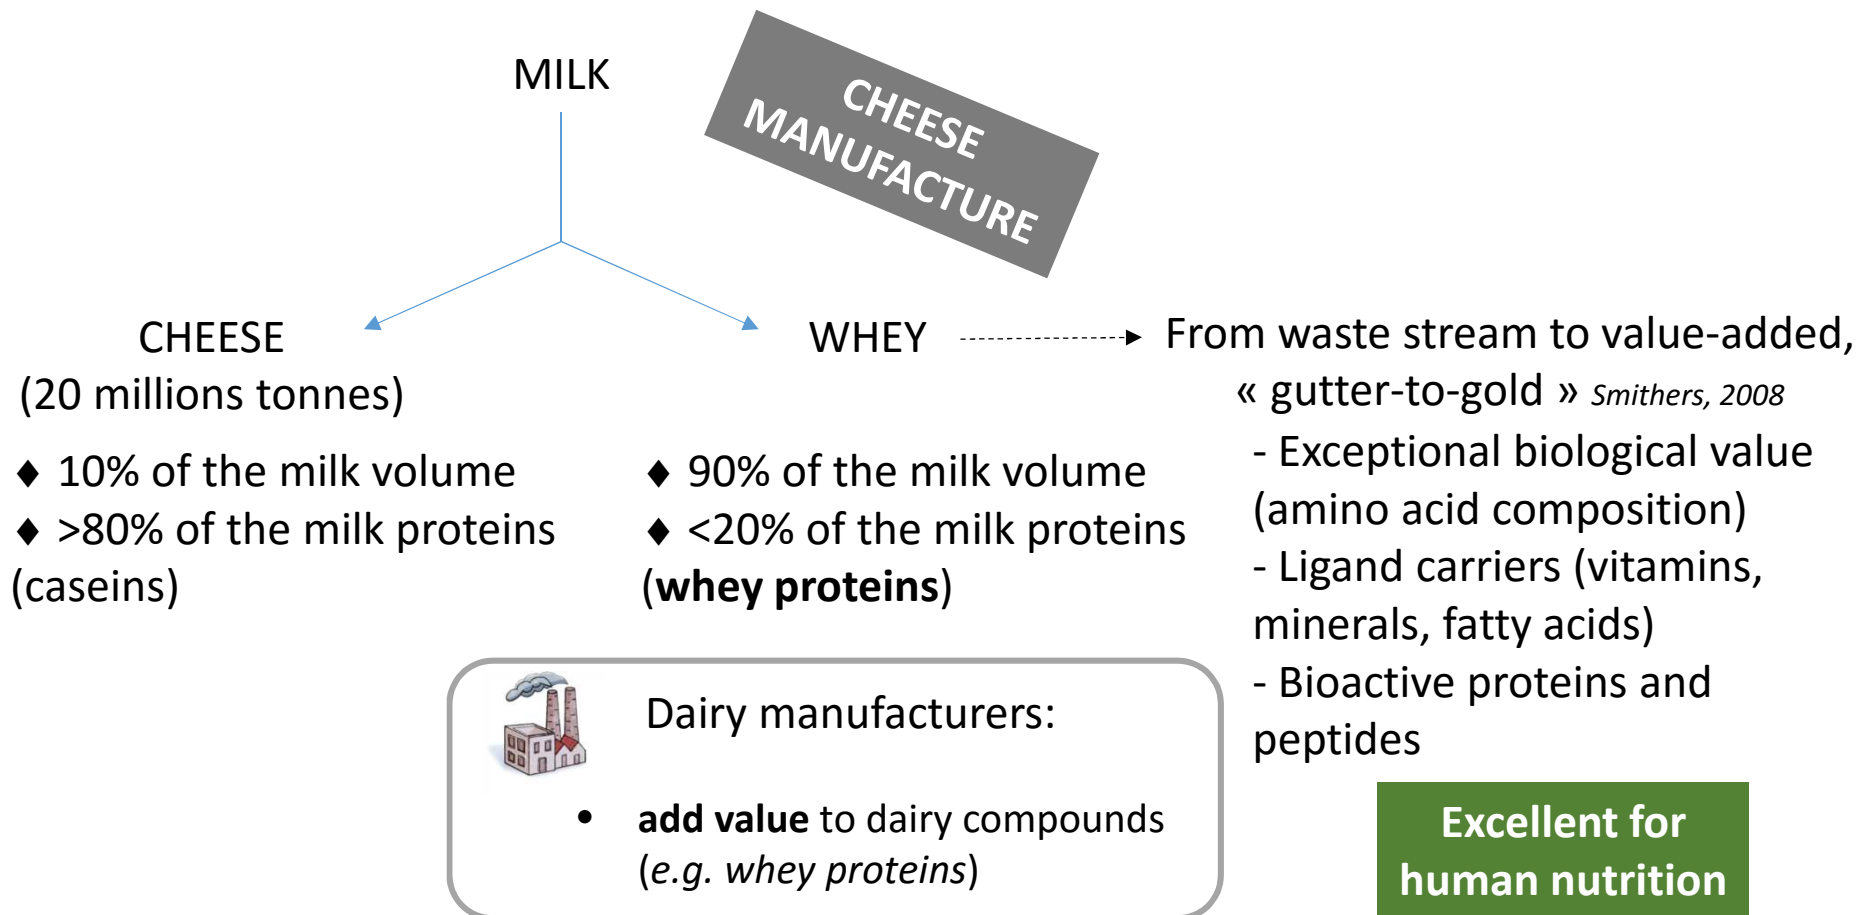 MILK
CHEESE
MANUFACTURE
CHEESE
(20 millions tonnes)
♦ 10% of the milk volume
♦ >80% of the milk proteins
(caseins)
WHEY
♦ 90% of the milk volume
♦ <20% of the milk proteins
(whey proteins)
From waste stream to value-added,
« gutter-to-gold » Smithers, 2008
- Exceptional biological value
(amino acid composition)
- Ligand carriers (vitamins,
minerals, fatty acids)
- Bioactive proteins and
peptides
Dairy manufacturers:
• add value to dairy compounds
(e.g. whey proteins)
Excellent for
human nutrition